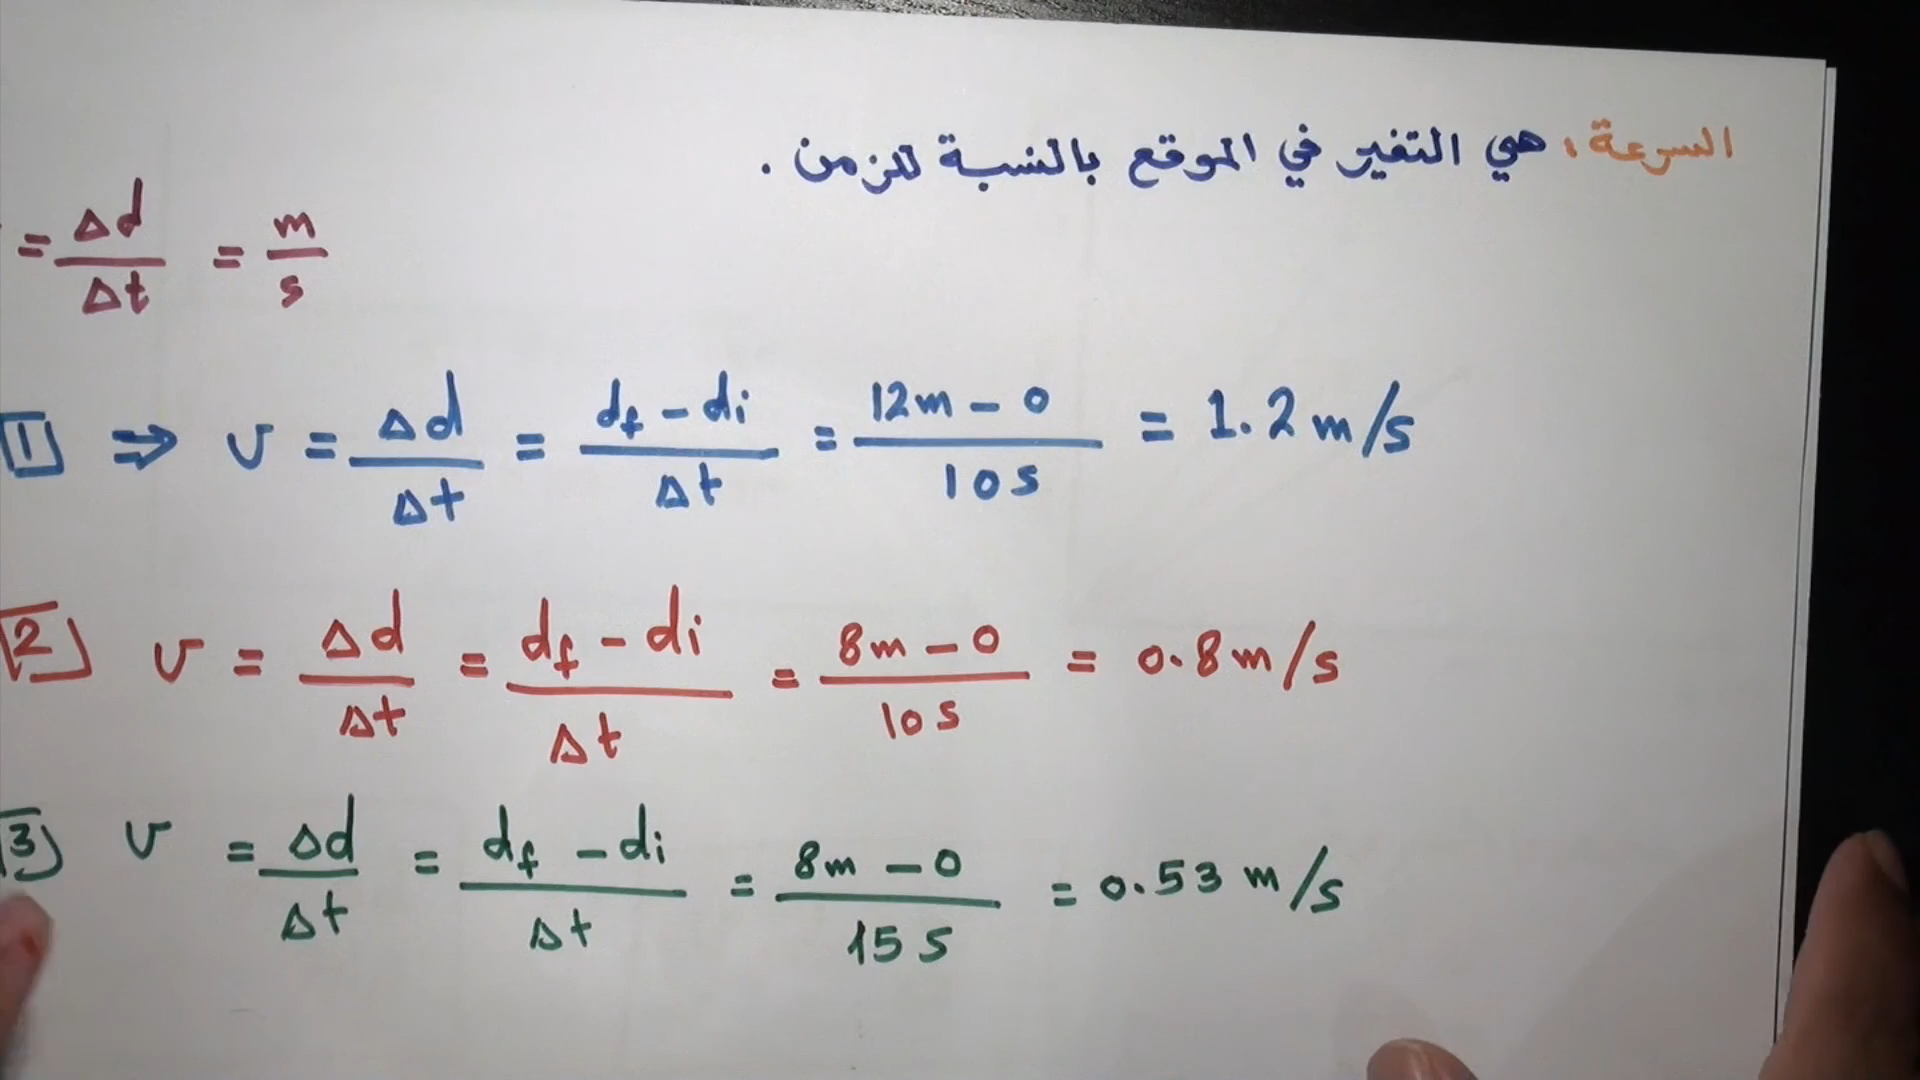 السرعة: هي التغير في الموقع بالنسبة للزمن .
= Δd/Δt = m/s
1 ⇒ v = Δd/Δt = df - di/Δt = 12m - 0/10s = 1.2 m/s
2 v = Δd/Δt = df - di/Δt = 8m - 0/10s = 0.8 m/s
3 v = Δd/Δt = df - di/Δt = 8m - 0/15s = 0.53 m/s